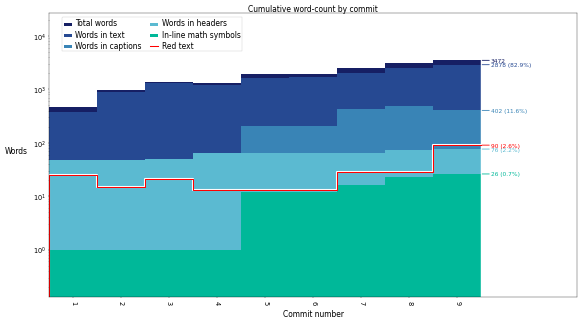 Cumulative word-count by commit
Total words
Words in text
Words in captions
Words in headers
In-line math symbols
Red text
Words
10⁴
10³
10²
10¹
10⁰
3472
2878 (82.9%)
402 (11.6%)
90 (2.6%)
26 (0.7%)
1 2 3 4 5 6 7 8 9
Commit number